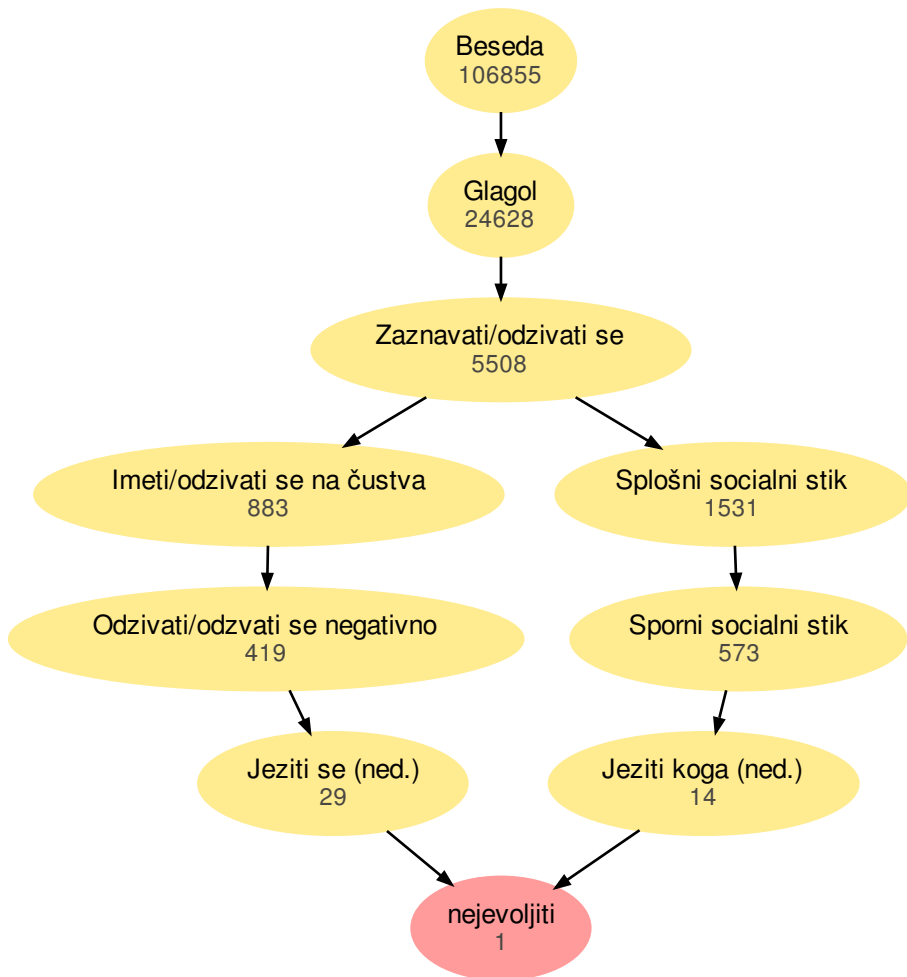 Beseda
106855
Glagol
24628
Zaznavati/odzivati se
5508
Imeti/odzivati se na čustva
883
Splošni socialni stik
1531
Odzivati/odzvati se negativno
419
Sporni socialni stik
573
Jeziti se (ned.)
29
Jeziti koga (ned.)
14
nejevoljiti
1